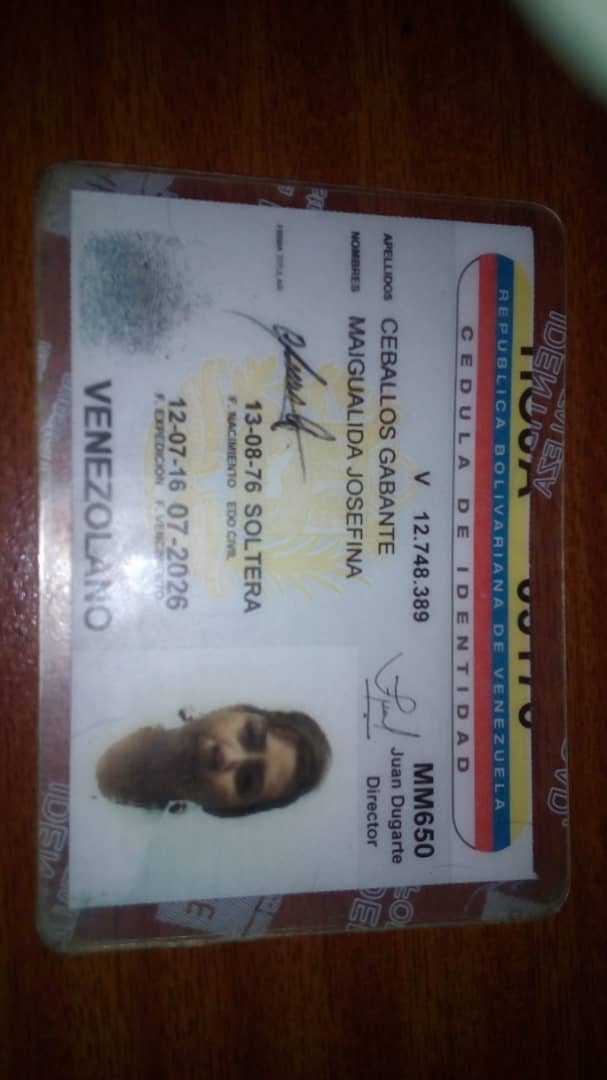 REPUBLICA BOLIVARIANA DE VENEZUELA
CEDULA DE IDENTIDAD
V 12.748.389
MM650
Juan Dugarte
Director
APELLIDOS CEBALLOS GABANTE
NOMBRES MAIGUALIDA JOSEFINA
FIRMA TITULAR
13-08-76 SOLTERA
F. NACIMIENTO EDO CIVIL
12-07-16 07-2026
F. EXPEDICION F. VENCIMIENTO
VENEZOLANO